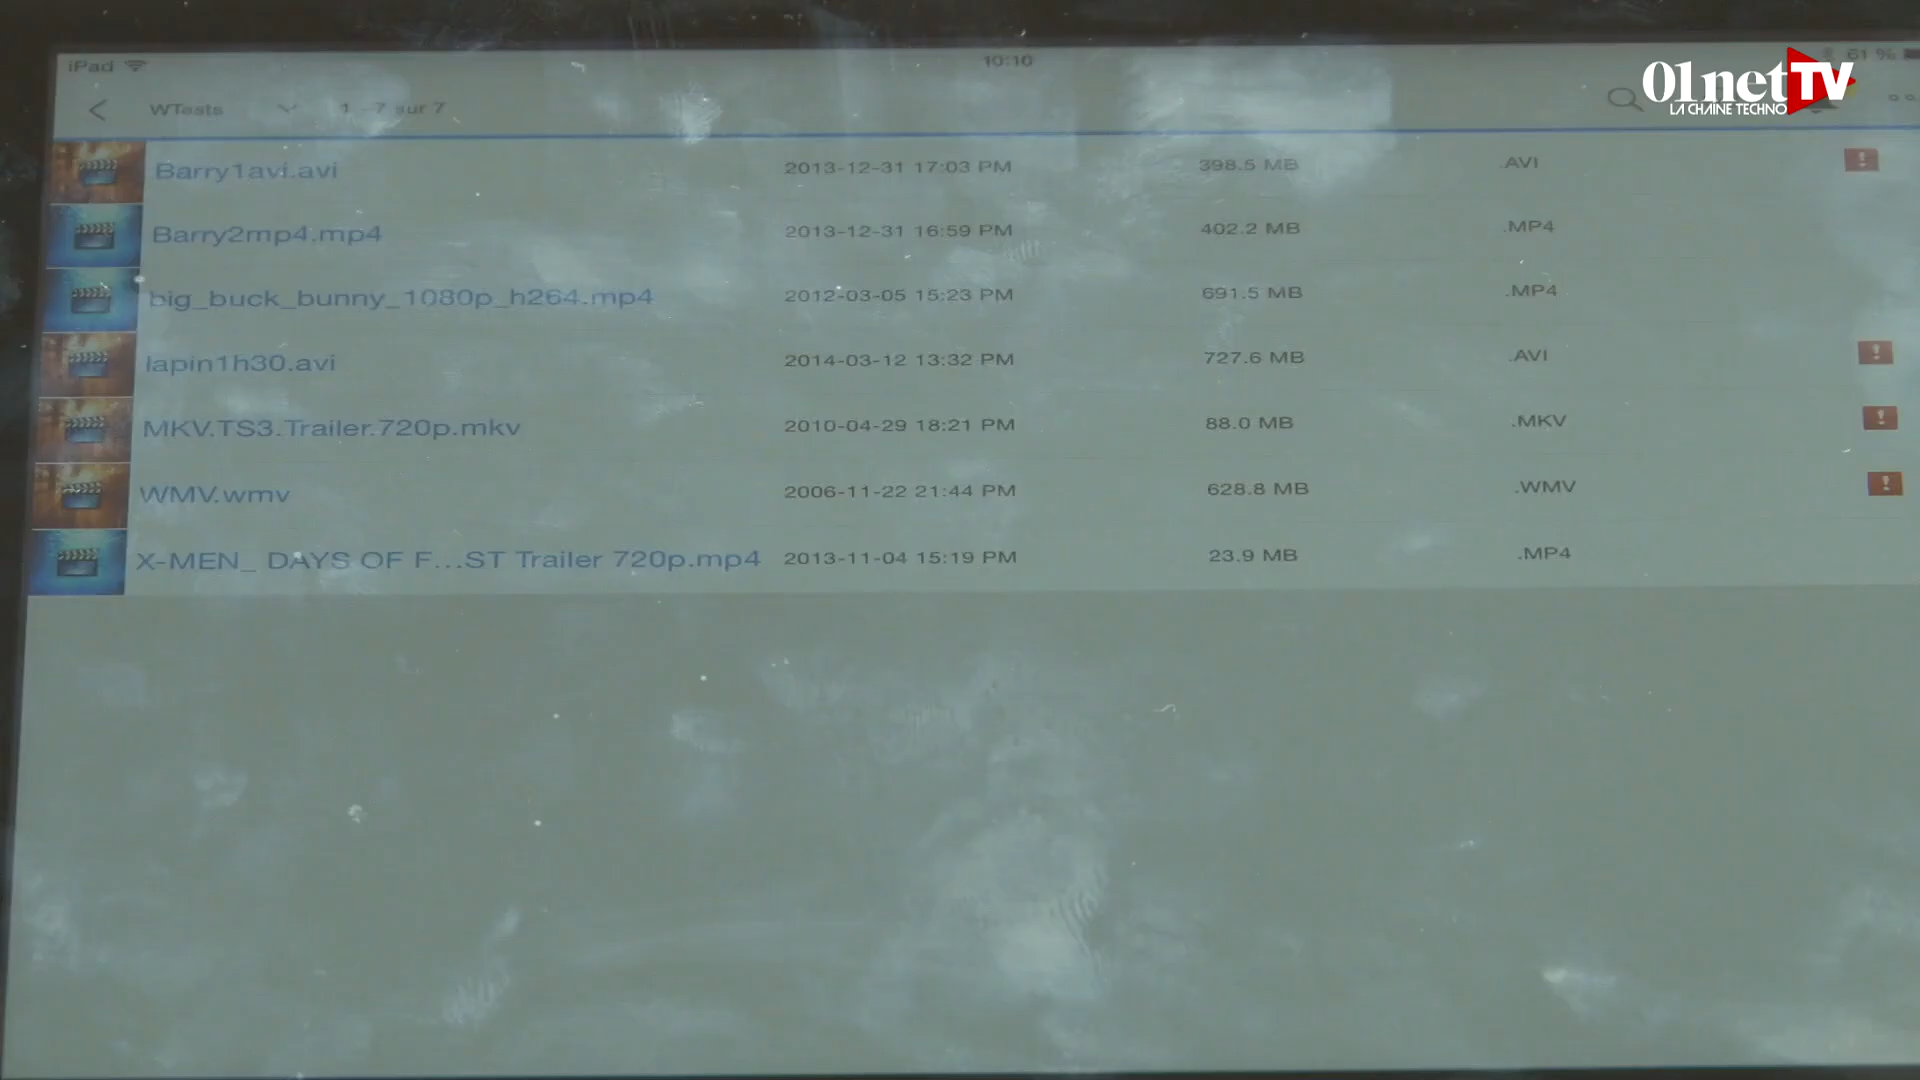 iPad 10:10 61 %
01netTV
LA CHAINE TECHNO
WTests 1 - 7 sur 7
Barry1avi.avi 2013-12-31 17:03 PM 398.5 MB .AVI !
Barry2mp4.mp4 2013-12-31 16:59 PM 402.2 MB .MP4
big_buck_bunny_1080p_h264.mp4 2012-03-05 15:23 PM 691.5 MB .MP4
lapin1h30.avi 2014-03-12 13:32 PM 727.6 MB .AVI !
MKV.TS3.Trailer.720p.mkv 2010-04-29 18:21 PM 88.0 MB .MKV !
WMV.wmv 2006-11-22 21:44 PM 628.8 MB .WMV !
X-MEN_ DAYS OF F...ST Trailer 720p.mp4 2013-11-04 15:19 PM 23.9 MB .MP4